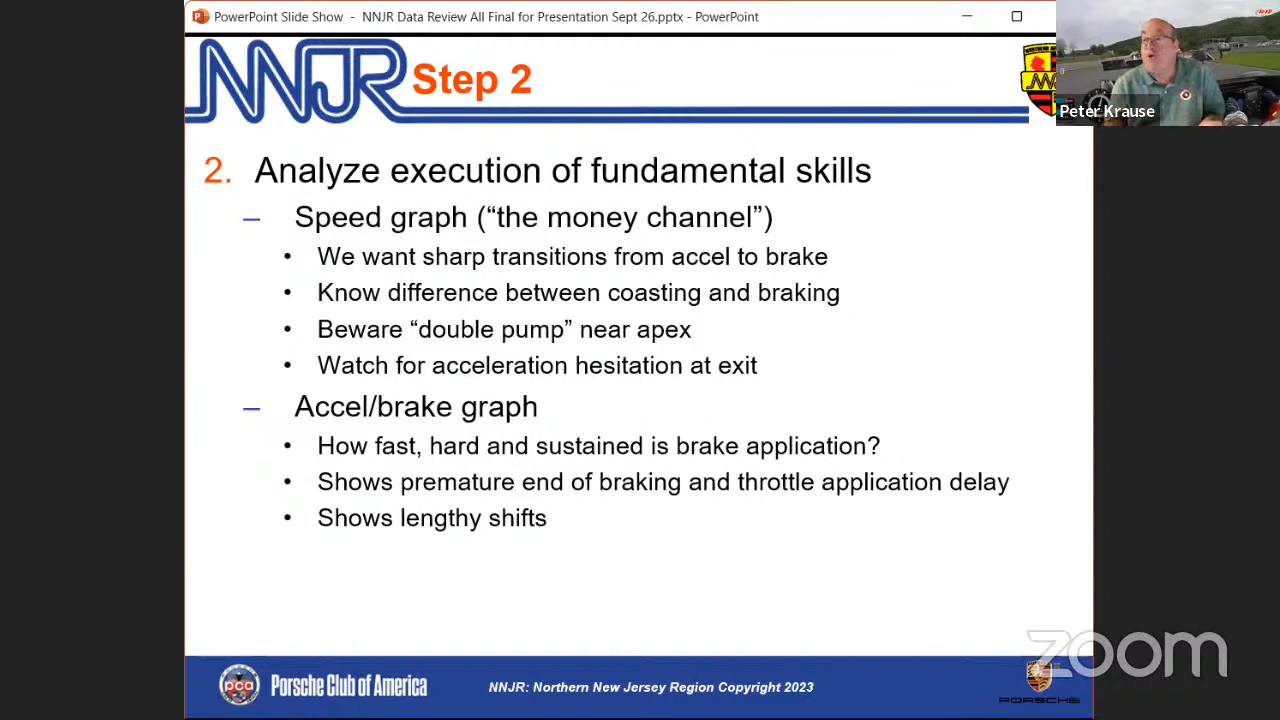 PowerPoint Slide Show - NNJR Data Review All Final for Presentation Sept 26.pptx - PowerPoint
NNJR Step 2
Peter Krause
2. Analyze execution of fundamental skills
– Speed graph (“the money channel”)
• We want sharp transitions from accel to brake
• Know difference between coasting and braking
• Beware “double pump” near apex
• Watch for acceleration hesitation at exit
– Accel/brake graph
• How fast, hard and sustained is brake application?
• Shows premature end of braking and throttle application delay
• Shows lengthy shifts
zoom
pca Porsche Club of America
NNJR: Northern New Jersey Region Copyright 2023
PORSCHE